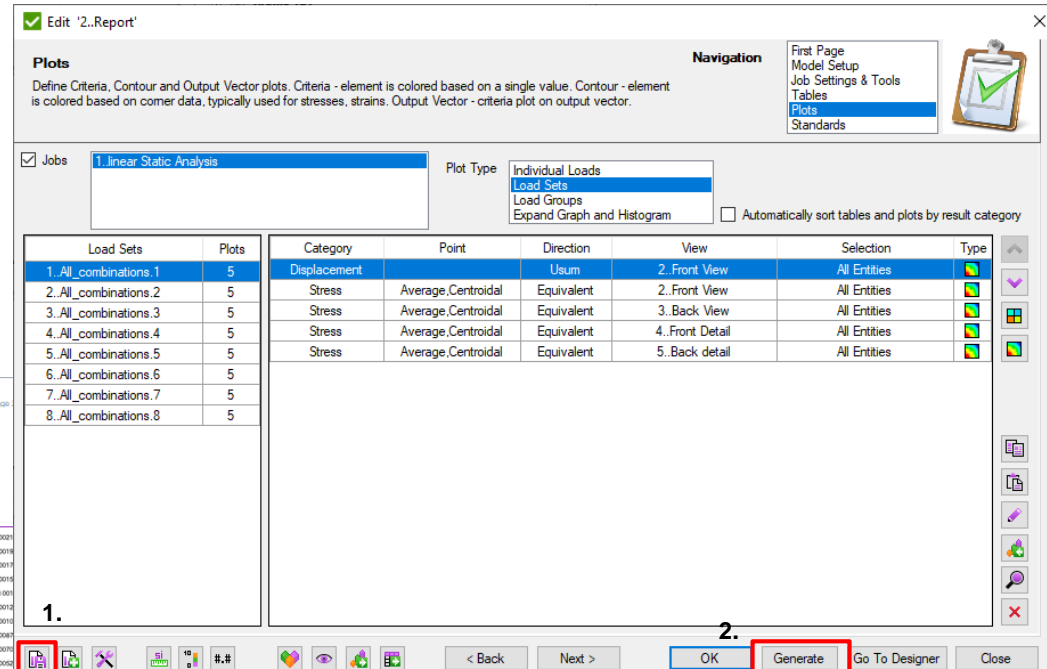 Edit '2..Report'
Plots
Define Criteria, Contour and Output Vector plots. Criteria - element is colored based on a single value. Contour - element
is colored based on corner data, typically used for stresses, strains. Output Vector - criteria plot on output vector.
Navigation
First Page
Model Setup
Job Settings & Tools
Tables
Plots
Standards
Jobs
1..linear Static Analysis
Plot Type
Individual Loads
Load Sets
Load Groups
Expand Graph and Histogram
Automatically sort tables and plots by result category
Load Sets Plots
1..All_combinations.1 5
2..All_combinations.2 5
3..All_combinations.3 5
4..All_combinations.4 5
5..All_combinations.5 5
6..All_combinations.6 5
7..All_combinations.7 5
8..All_combinations.8 5
Category Point Direction View Selection Type
Displacement Usum 2..Front View All Entities
Stress Average,Centroidal Equivalent 2..Front View All Entities
Stress Average,Centroidal Equivalent 3..Back View All Entities
Stress Average,Centroidal Equivalent 4..Front Detail All Entities
Stress Average,Centroidal Equivalent 5..Back detail All Entities
1.
2.
si
10
0
#.#
< Back
Next >
OK
Generate
Go To Designer
Close